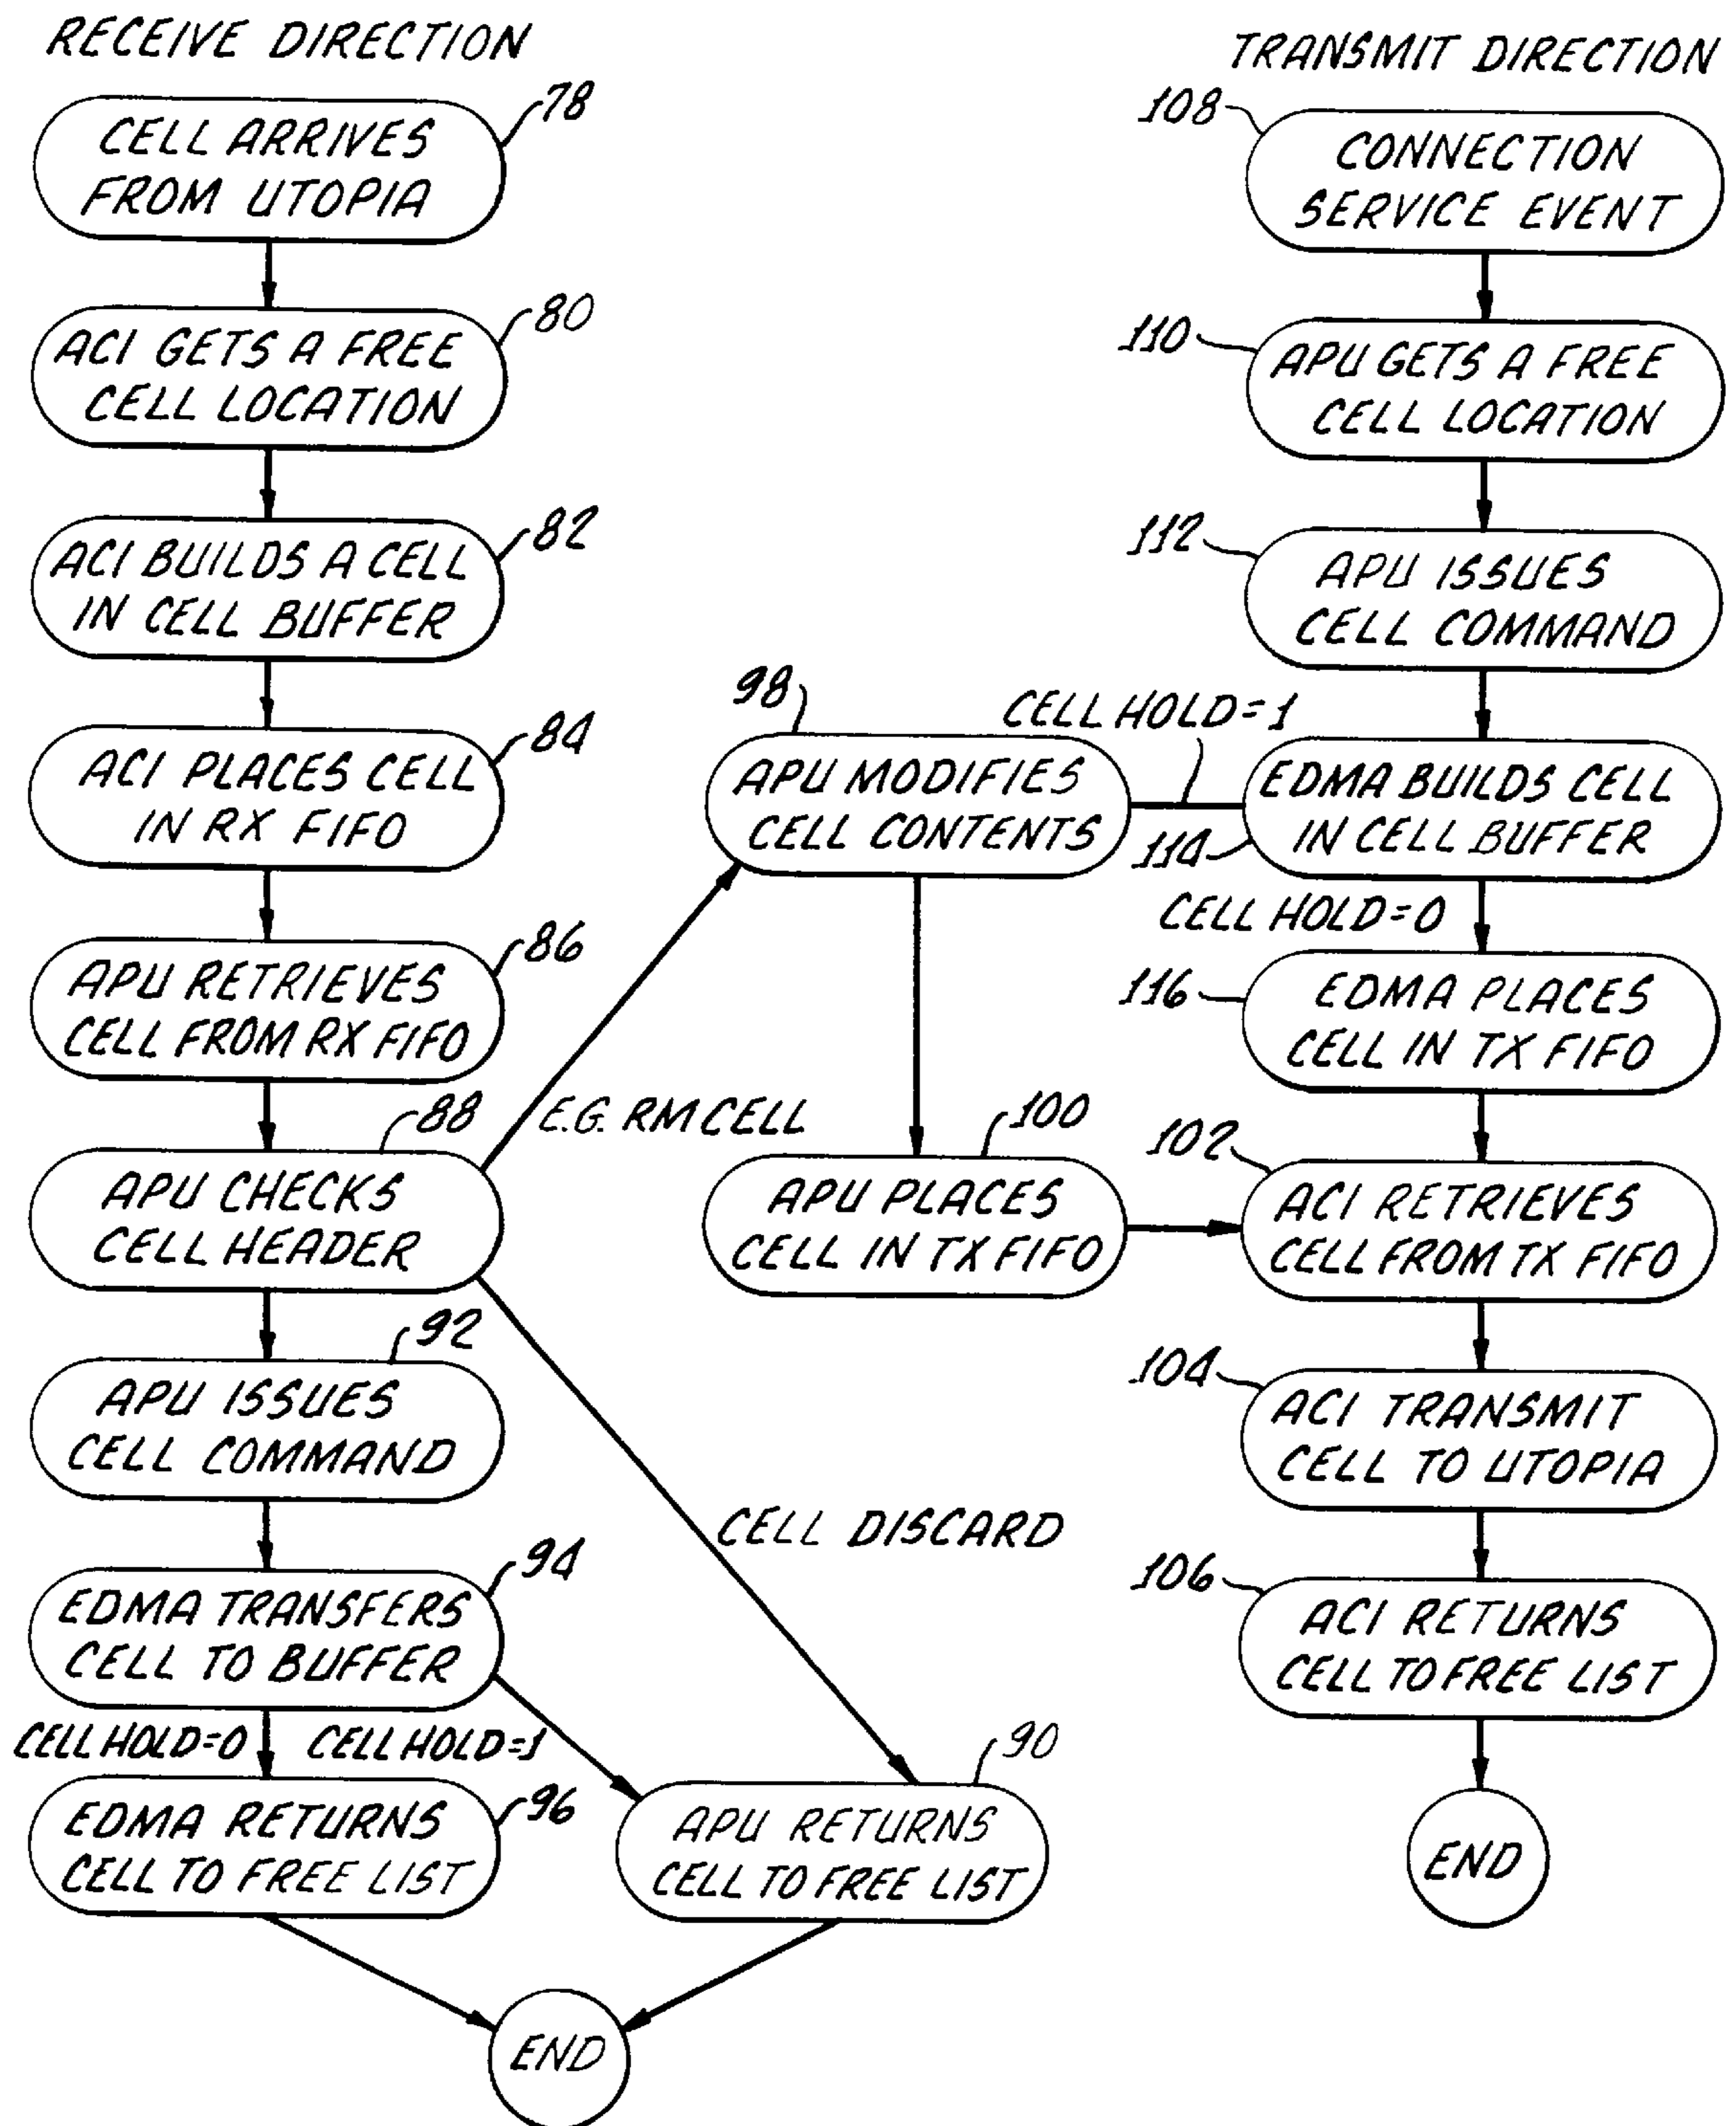 RECEIVE DIRECTION
78
CELL ARRIVES
FROM UTOPIA
80
ACI GETS A FREE
CELL LOCATION
82
ACI BUILDS A CELL
IN CELL BUFFER
84
ACI PLACES CELL
IN RX FIFO
86
APU RETRIEVES
CELL FROM RX FIFO
88
APU CHECKS
CELL HEADER
92
APU ISSUES
CELL COMMAND
94
EDMA TRANSFERS
CELL TO BUFFER
CELL HOLD=0
CELL HOLD=1
96
EDMA RETURNS
CELL TO FREE LIST
END
98
APU MODIFIES
CELL CONTENTS
E.G. RM CELL
100
APU PLACES
CELL IN TX FIFO
CELL DISCARD
90
APU RETURNS
CELL TO FREE LIST
TRANSMIT DIRECTION
108
CONNECTION
SERVICE EVENT
110
APU GETS A FREE
CELL LOCATION
112
APU ISSUES
CELL COMMAND
CELL HOLD=1
114
EDMA BUILDS CELL
IN CELL BUFFER
CELL HOLD=0
116
EDMA PLACES
CELL IN TX FIFO
102
ACI RETRIEVES
CELL FROM TX FIFO
104
ACI TRANSMIT
CELL TO UTOPIA
106
ACI RETURNS
CELL TO FREE LIST
END